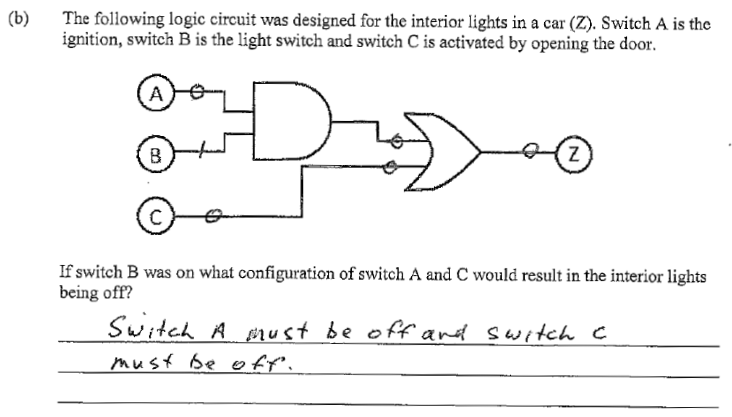 (b) The following logic circuit was designed for the interior lights in a car (Z). Switch A is the
ignition, switch B is the light switch and switch C is activated by opening the door.
A
B
C
Z
If switch B was on what configuration of switch A and C would result in the interior lights
being off?
Switch A must be off and switch C
must be off.